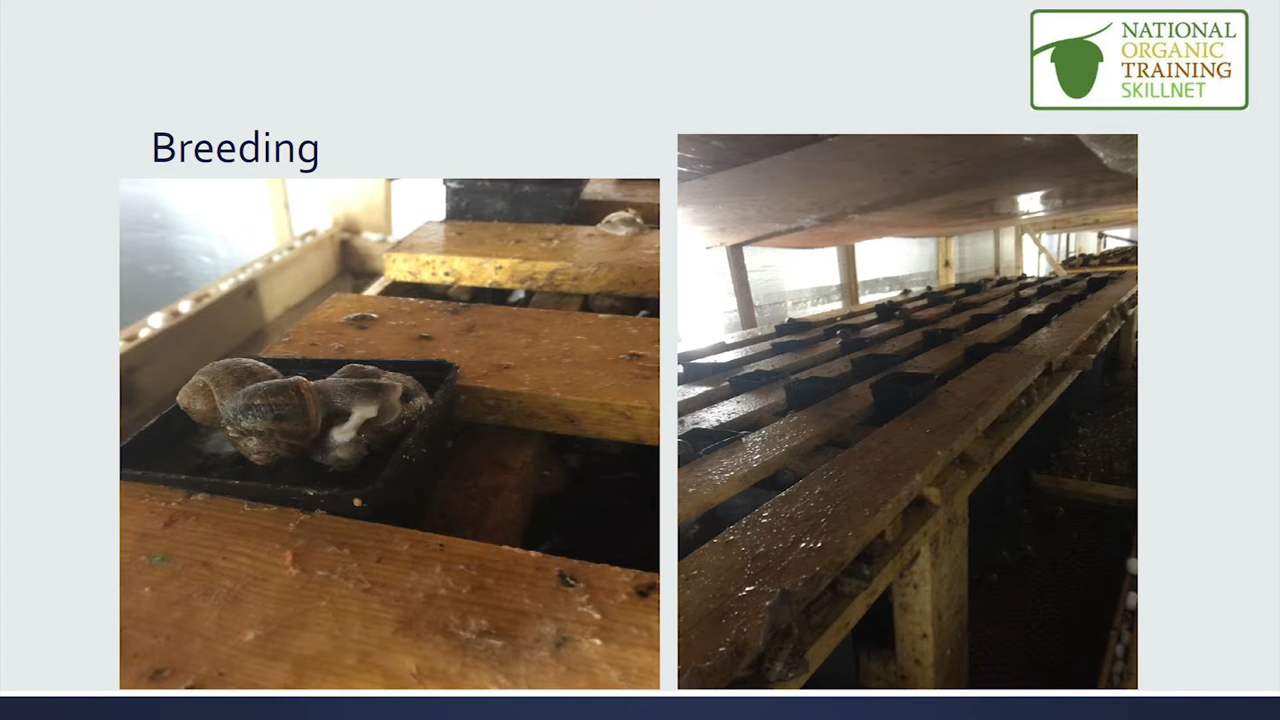 NATIONAL
ORGANIC
TRAINING
SKILLNET
Breeding